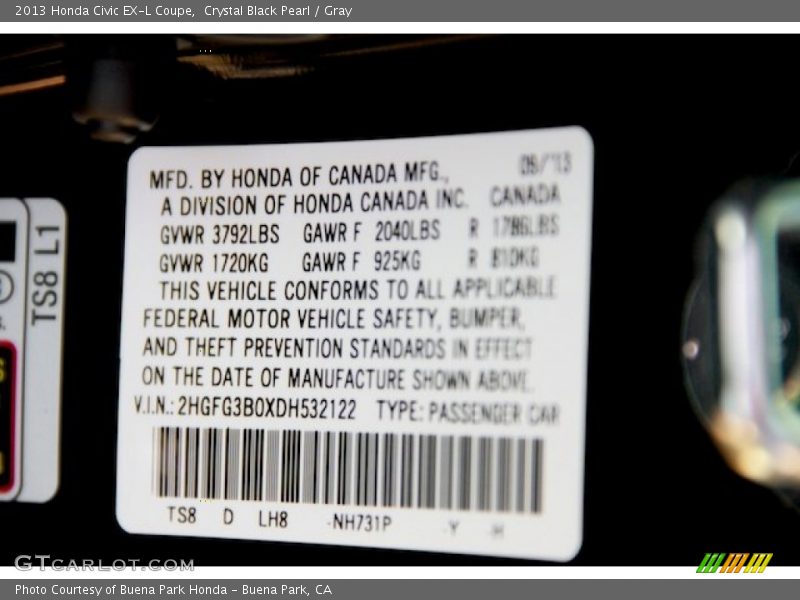 2013 Honda Civic EX-L Coupe,  Crystal Black Pearl / Gray
MFD. BY HONDA OF CANADA MFG.,
A DIVISION OF HONDA CANADA INC. CANADA
GVWR 3792LBS GAWR F 2040LBS R 1786LBS
GVWR 1720KG GAWR F 925KG R 810KG
THIS VEHICLE CONFORMS TO ALL APPLICABLE
FEDERAL MOTOR VEHICLE SAFETY, BUMPER,
AND THEFT PREVENTION STANDARDS IN EFFECT
ON THE DATE OF MANUFACTURE SHOWN ABOVE.
V.I.N.: 2HGFG3B0XDH532122 TYPE: PASSENGER CAR
TS8 D LH8 -NH731P -Y -H
TS8 L1
GTCARLOT.COM
Photo Courtesy of Buena Park Honda - Buena Park, CA